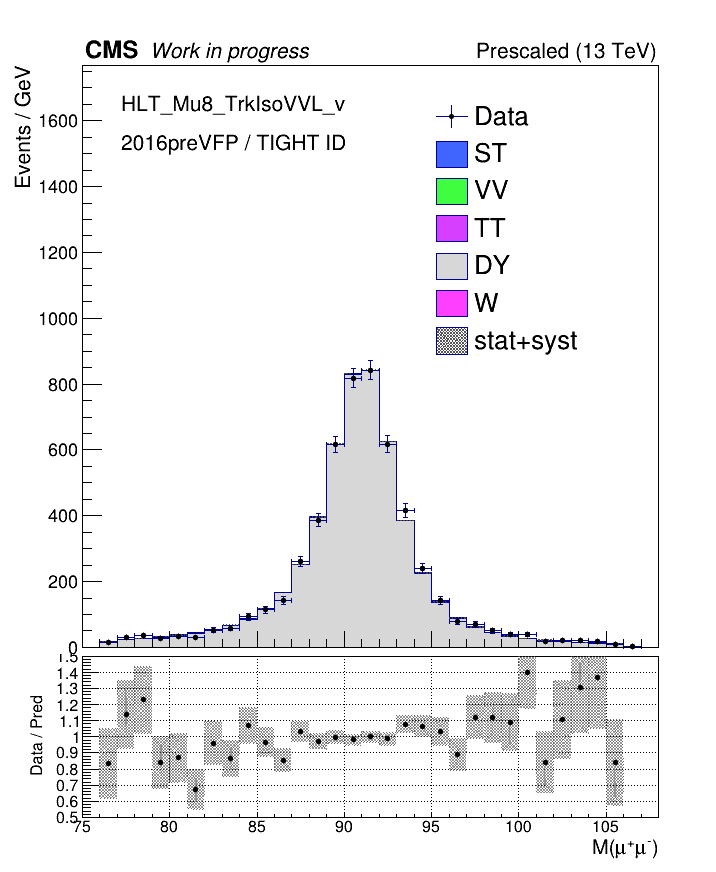 CMS Work in progress Prescaled (13 TeV)
Events / GeV
HLT_Mu8_TrkIsoVVL_v
2016preVFP / TIGHT ID
Data
ST
VV
TT
DY
W
stat+syst
1600
1400
1200
1000
800
600
400
200
0
Data / Pred
1.5
1.4
1.3
1.2
1.1
1
0.9
0.8
0.7
0.6
0.5
75 80 85 90 95 100 105
M(μ⁺μ⁻)